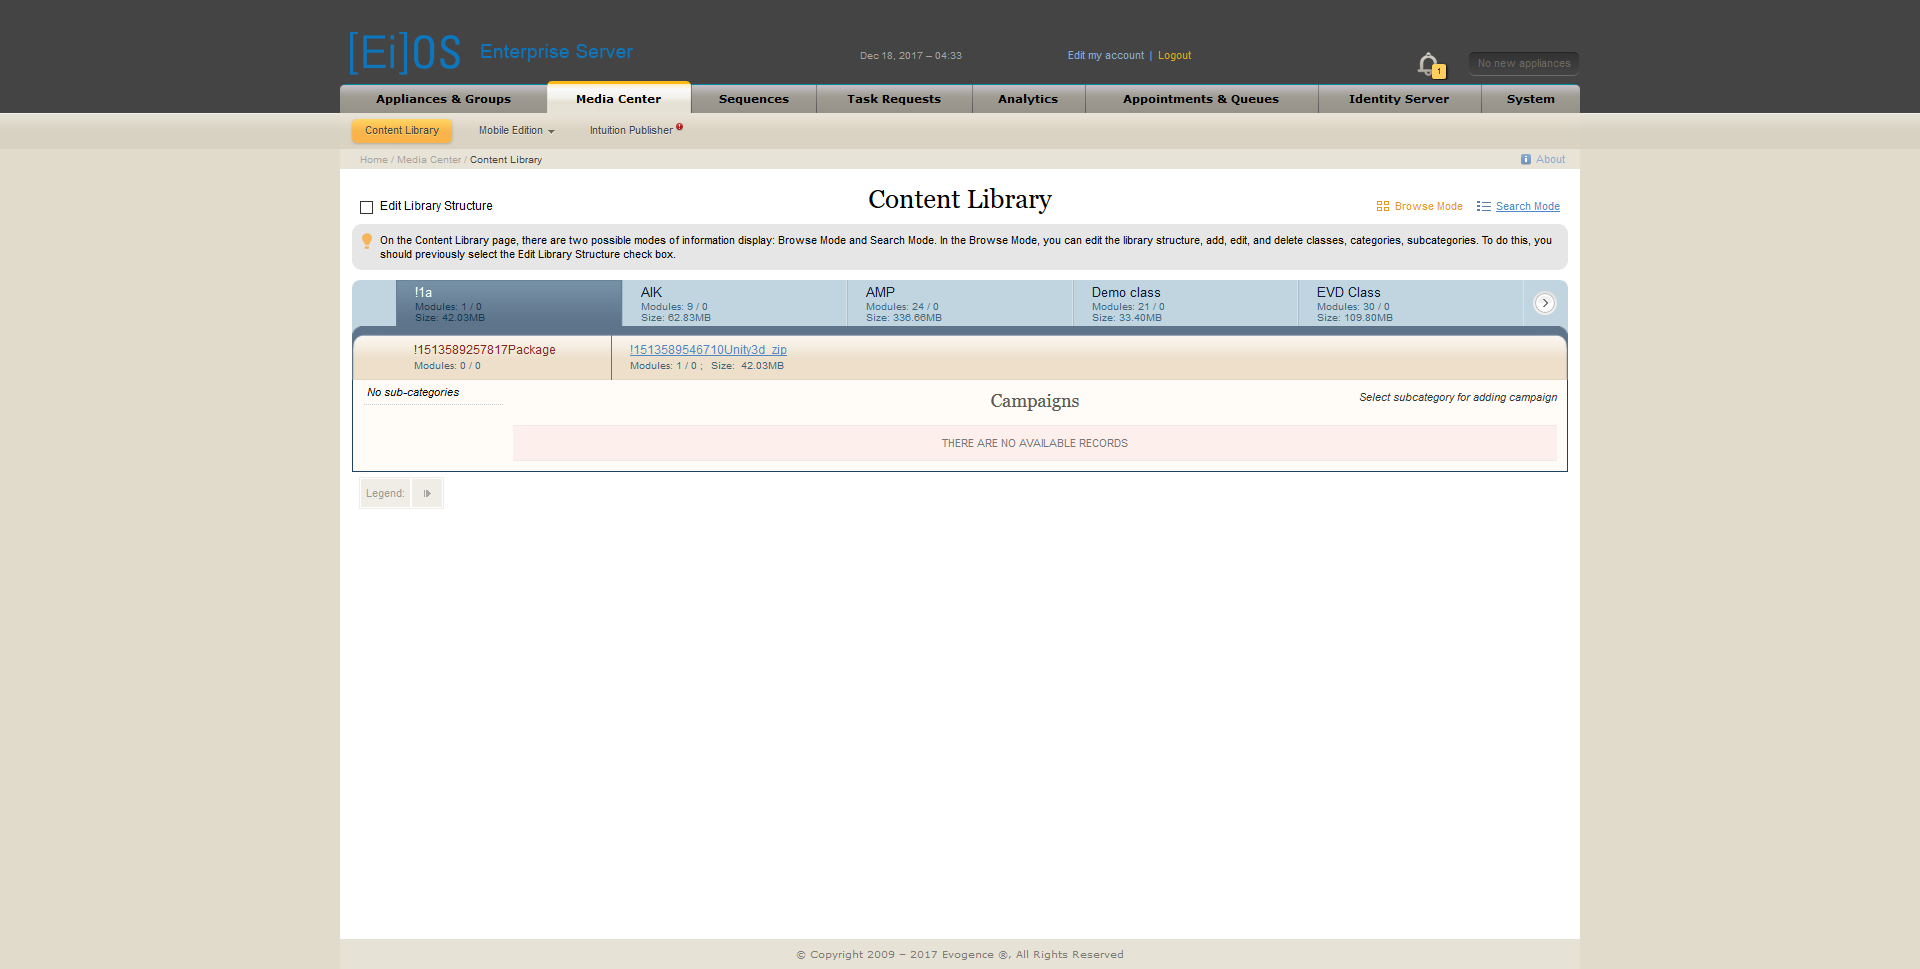 [Ei]OS Enterprise Server
Dec 18, 2017 – 04:33
Edit my account | Logout
1
No new appliances
Appliances & Groups
Media Center
Sequences
Task Requests
Analytics
Appointments & Queues
Identity Server
System
Content Library
Mobile Edition
Intuition Publisher
Home / Media Center / Content Library
About
Edit Library Structure
Content Library
Browse Mode
Search Mode
On the Content Library page, there are two possible modes of information display: Browse Mode and Search Mode. In the Browse Mode, you can edit the library structure, add, edit, and delete classes, categories, subcategories. To do this, you
should previously select the Edit Library Structure check box.
!1a
Modules: 1 / 0
Size: 42.03MB
AIK
Modules: 9 / 0
Size: 62.83MB
AMP
Modules: 24 / 0
Size: 336.66MB
Demo class
Modules: 21 / 0
Size: 33.40MB
EVD Class
Modules: 30 / 0
Size: 109.80MB
!1513589257817Package
Modules: 0 / 0
!1513589546710Unity3d_zip
Modules: 1 / 0 ; Size: 42.03MB
No sub-categories
Campaigns
Select subcategory for adding campaign
THERE ARE NO AVAILABLE RECORDS
Legend:
© Copyright 2009 – 2017 Evogence ®, All Rights Reserved